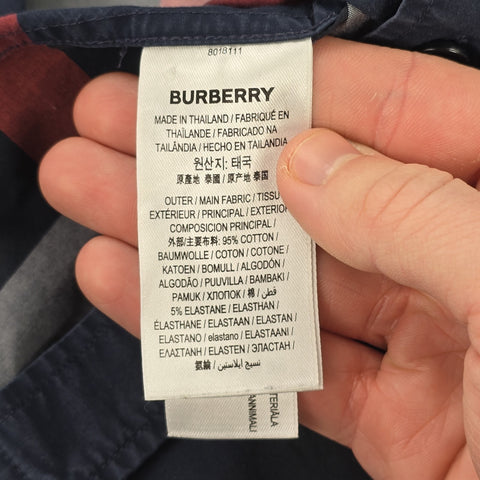 8018111
BURBERRY
MADE IN THAILAND / FABRIQUÉ EN
THAÏLANDE / FABRICADO NA
TAILÂNDIA / HECHO EN TAILANDIA
원산지: 태국
原產地 泰國 / 原产地 泰国
OUTER / MAIN FABRIC / TISSU
EXTÉRIEUR / PRINCIPAL / EXTERIOR
COMPOSICION PRINCIPAL /
外部/主要布料: 95% COTTON /
BAUMWOLLE / COTON / COTONE /
KATOEN / BOMULL / ALGODÓN /
ALGODÃO / PUUVILLA / BAMBAKI /
PAMUK / ХЛОПОК / 棉 / قطن /
5% ELASTANE / ELASTHAN /
ÉLASTHANE / ELASTAAN / ELASTAN /
ELASTANO / elastano / ELASTAANI /
ΕΛΑΣΤΑΝΗ / ELASTEN / ЭЛАСТАН /
氨綸 / نسيج إيلاستين